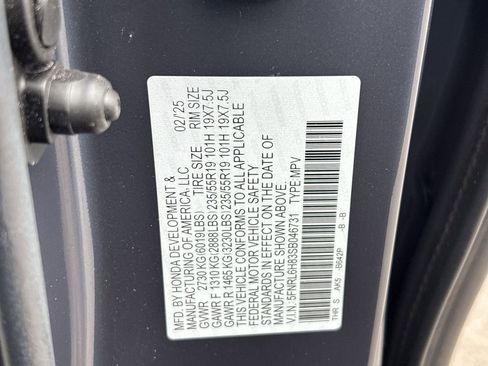 MFD. BY HONDA DEVELOPMENT & 02/25
MANUFACTURING OF AMERICA, LLC
GVWR 2730 KG(6019LBS) TIRE SIZE RIM SIZE
GAWR F 1310 KG(2888LBS) 235/55R19 101H 19X7.5J
GAWR R 1465 KG(3230LBS) 235/55R19 101H 19X7.5J
THIS VEHICLE CONFORMS TO ALL APPLICABLE
FEDERAL MOTOR VEHICLE SAFETY
STANDARDS IN EFFECT ON THE DATE OF
MANUFACTURE SHOWN ABOVE.
V.I.N: 5FNRL6H83SB046731 TYPE MPV
THR S AK5 -B642P -B -B